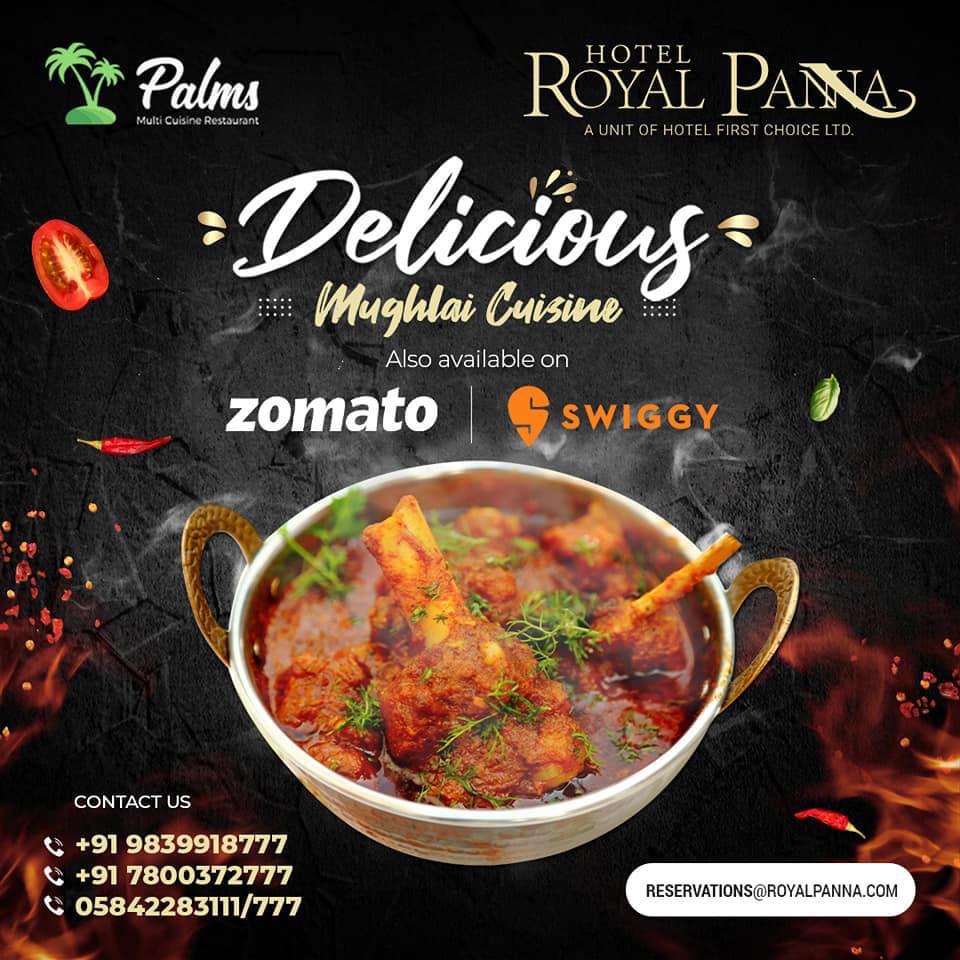 Palms
Multi Cuisine Restaurant
HOTEL
ROYAL PANNA
A UNIT OF HOTEL FIRST CHOICE LTD.
Delicious
Mughlai Cuisine
Also available on
zomato
SWIGGY
CONTACT US
+91 9839918777
+91 7800372777
05842283111/777
RESERVATIONS@ROYALPANNA.COM